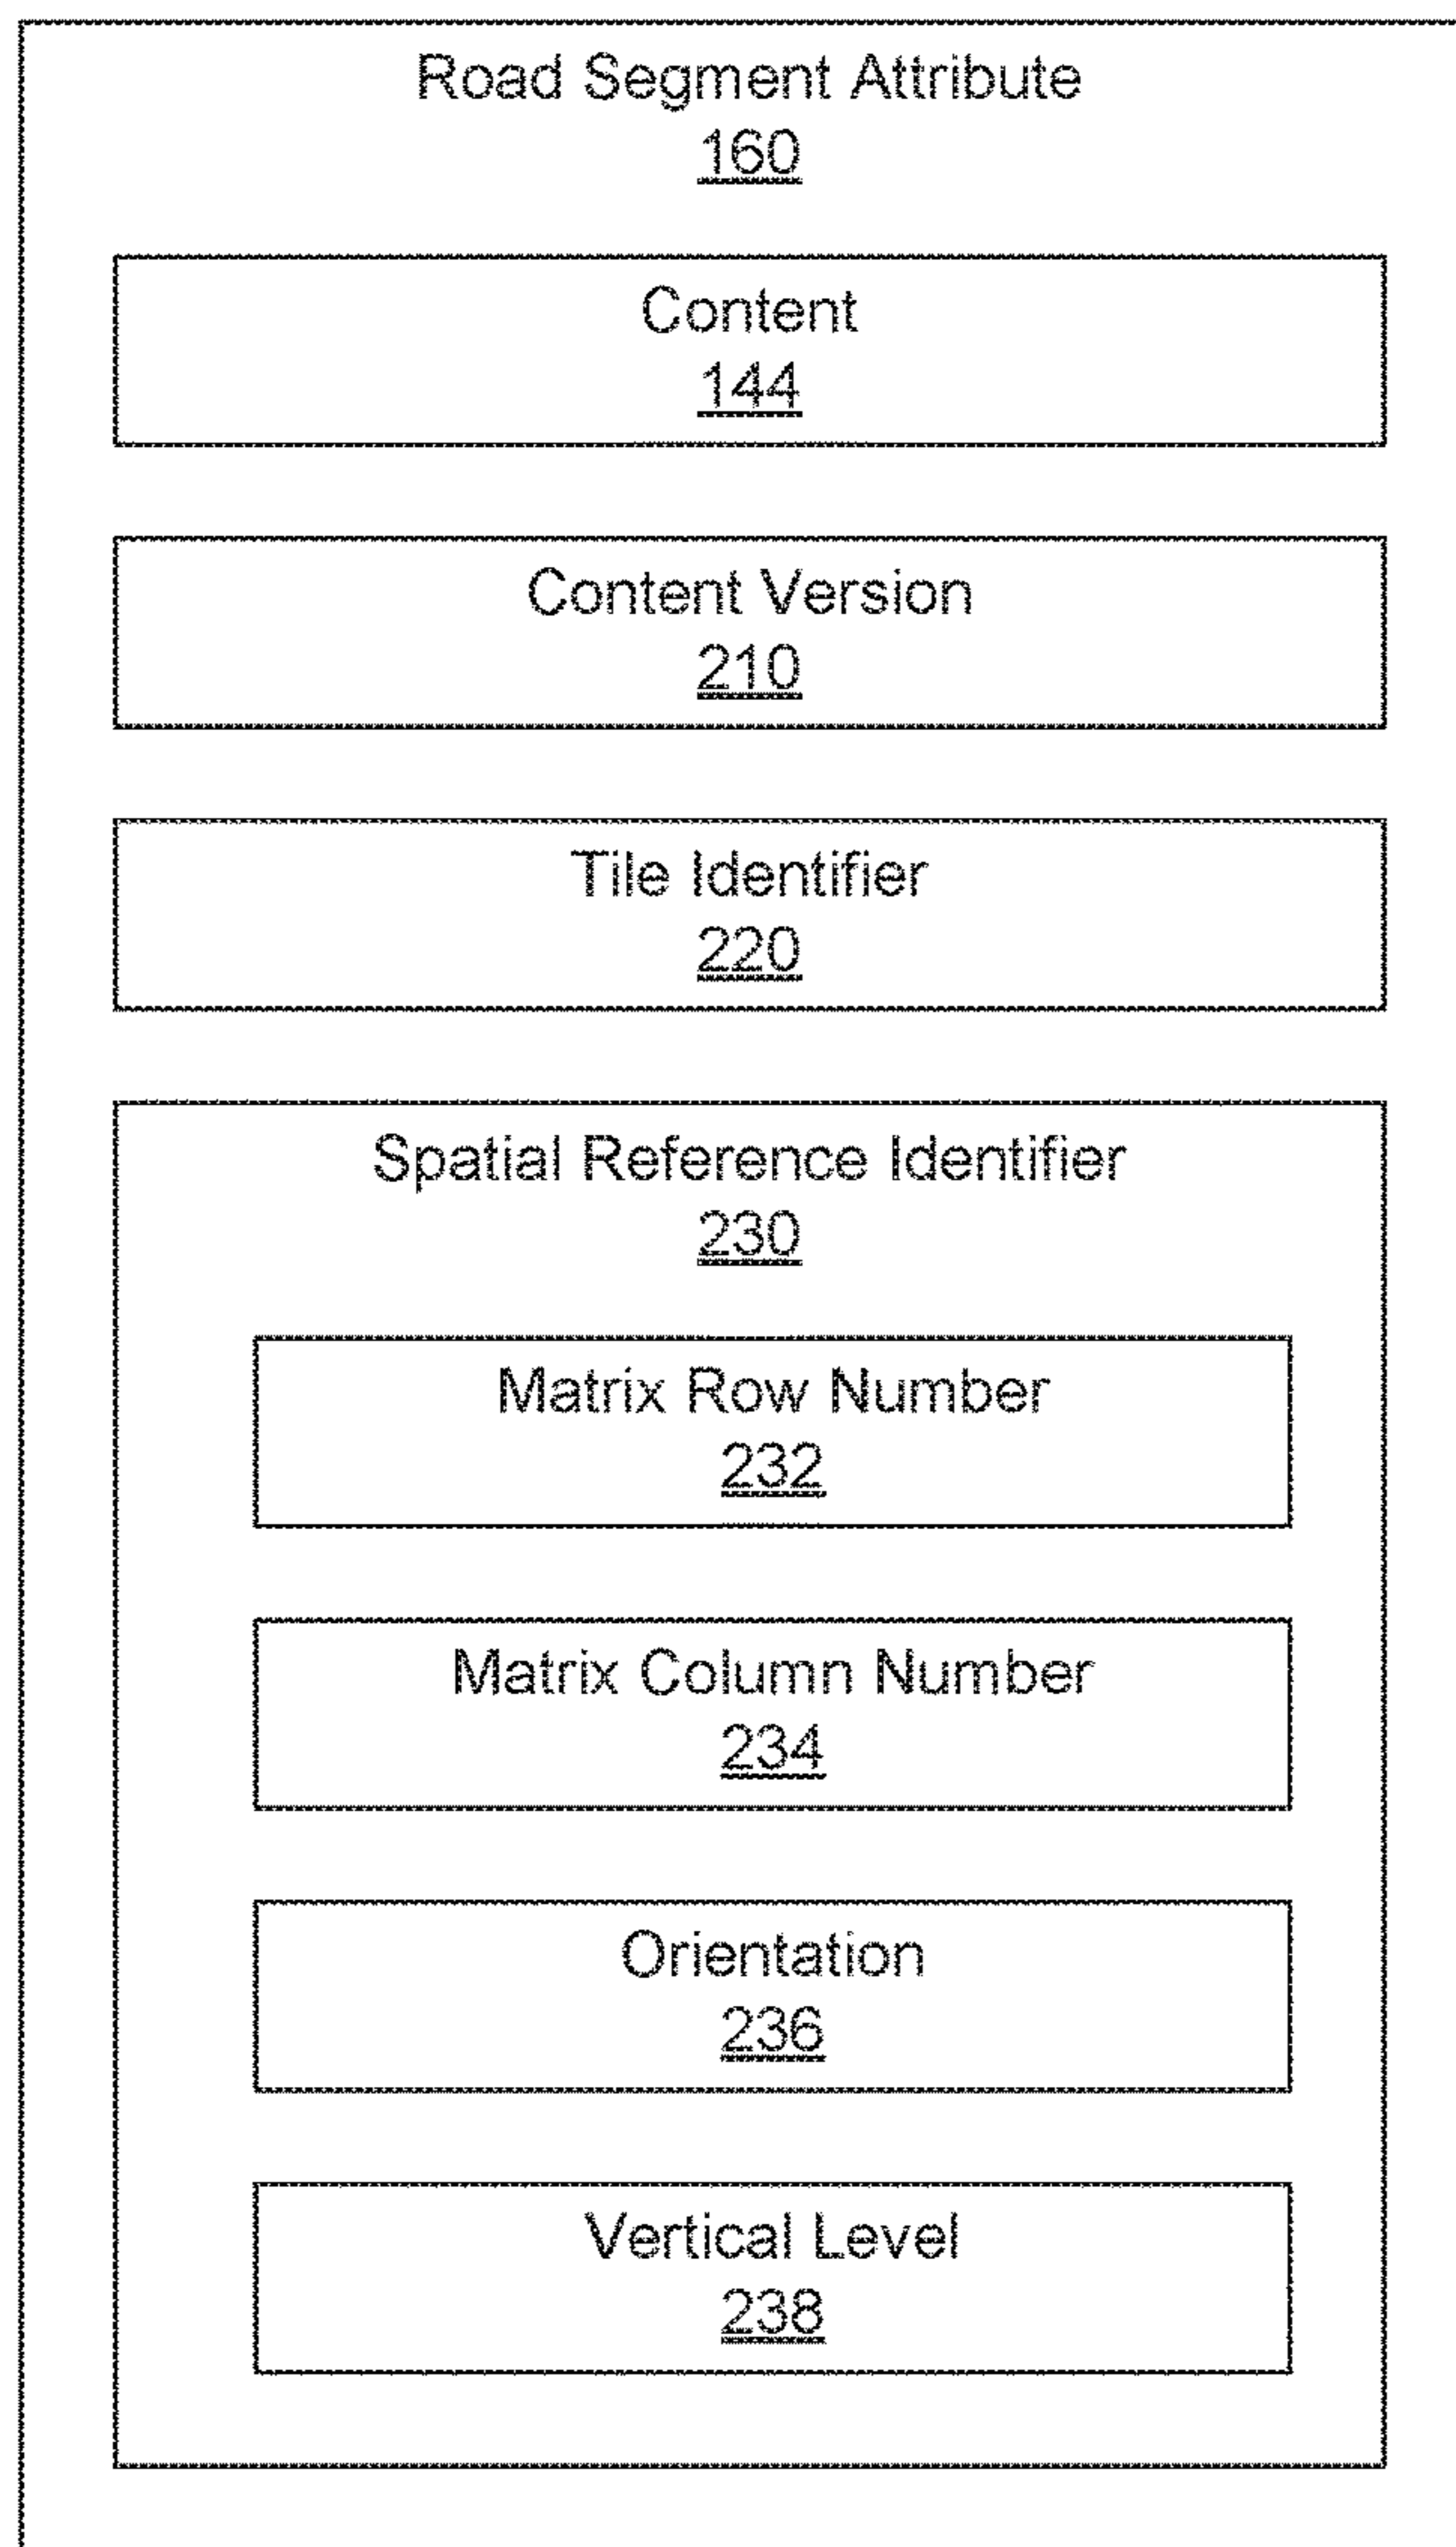 Road Segment Attribute
160
Content
144
Content Version
210
Tile Identifier
220
Spatial Reference Identifier
230
Matrix Row Number
232
Matrix Column Number
234
Orientation
236
Vertical Level
238